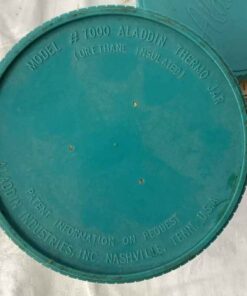 MODEL # 7000 ALADDIN THERMO JAR
(URETHANE INSULATED)
PATENT INFORMATION ON REQUEST
ALADDIN INDUSTRIES INC. NASHVILLE, TENN. U.S.A.